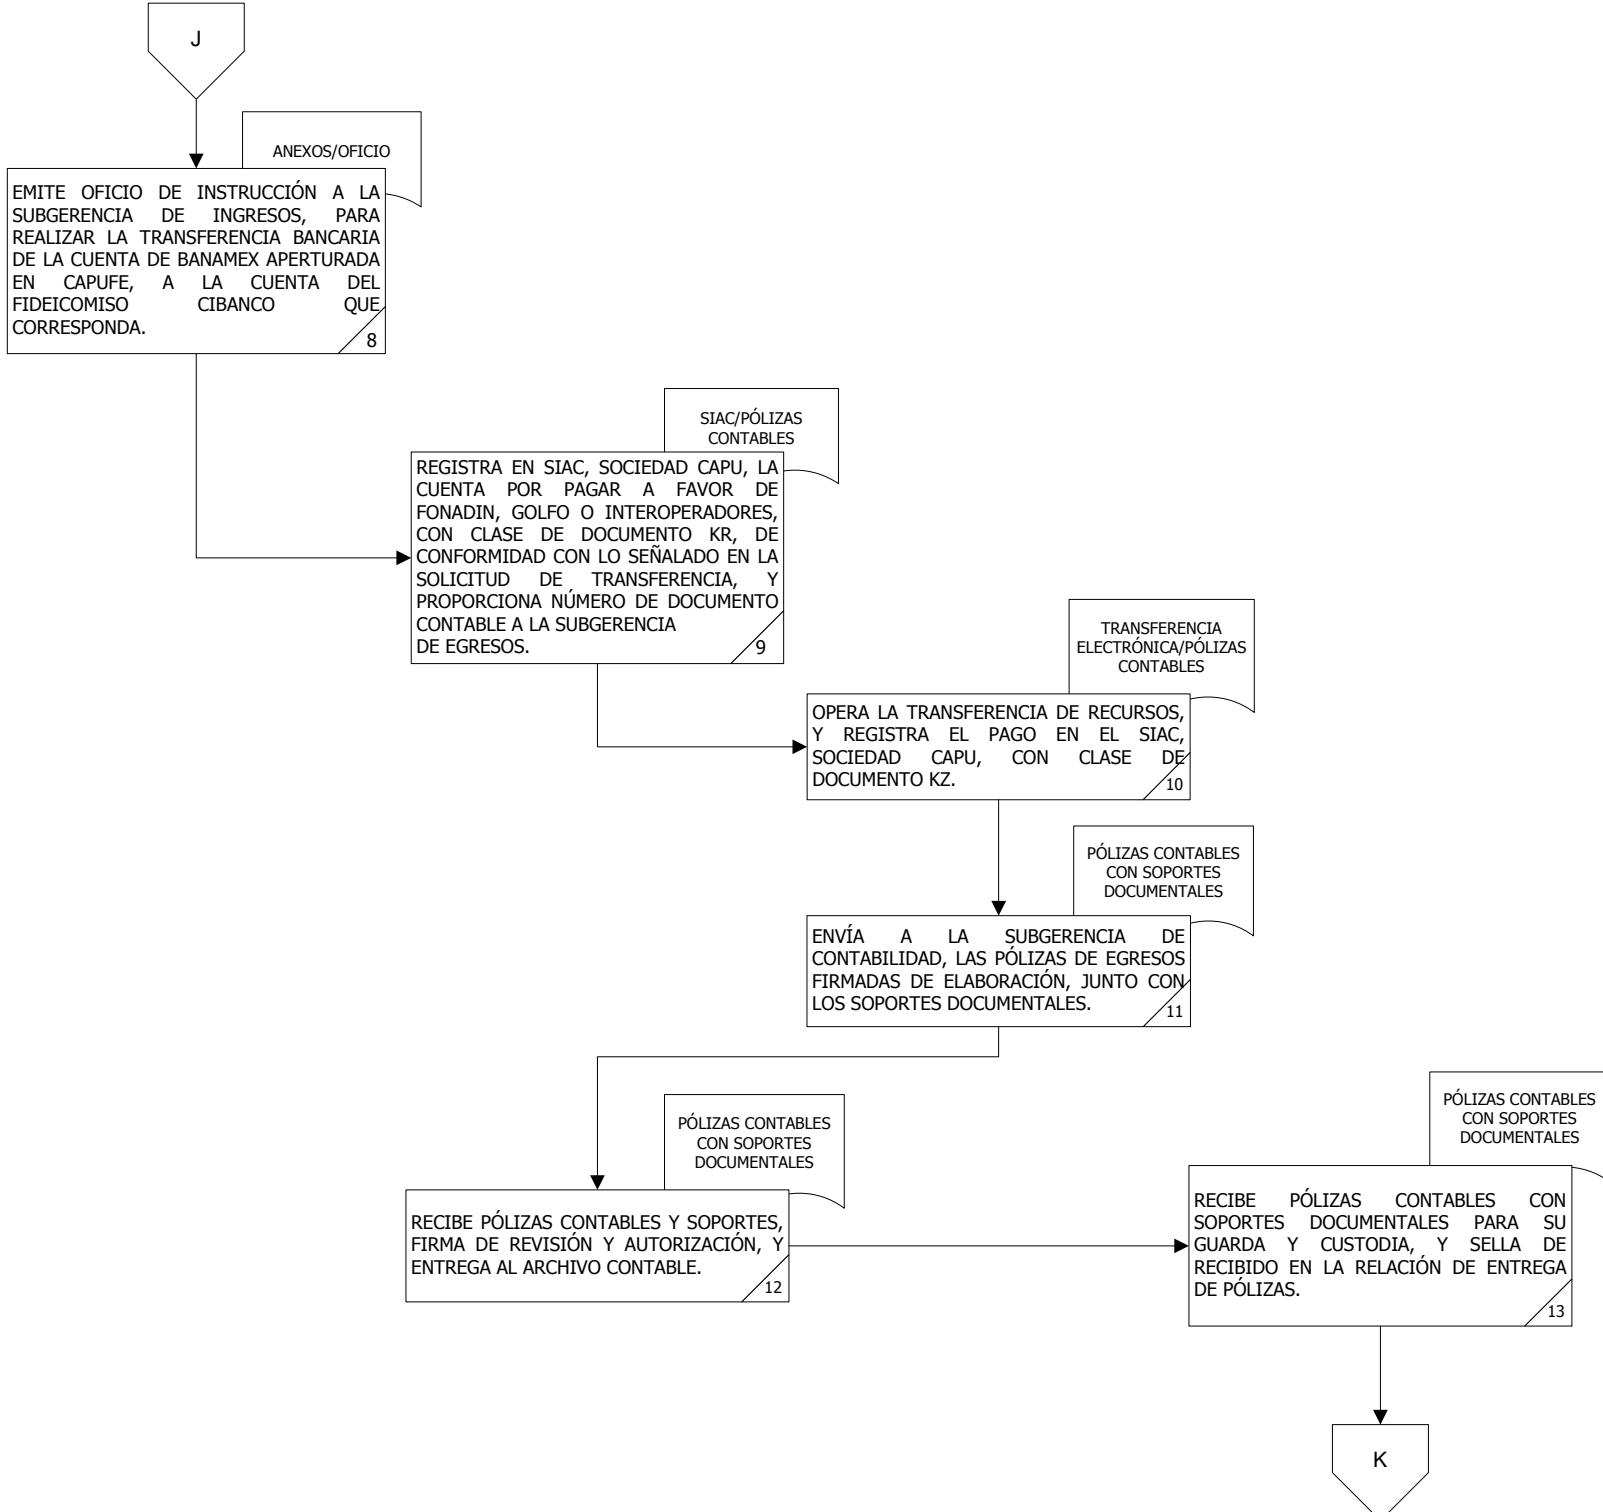 J
ANEXOS/OFICIO
EMITE OFICIO DE INSTRUCCIÓN A LA
SUBGERENCIA DE INGRESOS, PARA
REALIZAR LA TRANSFERENCIA BANCARIA
DE LA CUENTA DE BANAMEX APERTURADA
EN CAPUFE, A LA CUENTA DEL
FIDEICOMISO CIBANCO QUE
CORRESPONDA.
8
SIAC/PÓLIZAS
CONTABLES
REGISTRA EN SIAC, SOCIEDAD CAPU, LA
CUENTA POR PAGAR A FAVOR DE
FONADIN, GOLFO O INTEROPERADORES,
CON CLASE DE DOCUMENTO KR, DE
CONFORMIDAD CON LO SEÑALADO EN LA
SOLICITUD DE TRANSFERENCIA, Y
PROPORCIONA NÚMERO DE DOCUMENTO
CONTABLE A LA SUBGERENCIA
DE EGRESOS.
9
TRANSFERENCIA
ELECTRÓNICA/PÓLIZAS
CONTABLES
OPERA LA TRANSFERENCIA DE RECURSOS,
Y REGISTRA EL PAGO EN EL SIAC,
SOCIEDAD CAPU, CON CLASE DE
DOCUMENTO KZ.
10
PÓLIZAS CONTABLES
CON SOPORTES
DOCUMENTALES
ENVÍA A LA SUBGERENCIA DE
CONTABILIDAD, LAS PÓLIZAS DE EGRESOS
FIRMADAS DE ELABORACIÓN, JUNTO CON
LOS SOPORTES DOCUMENTALES.
11
PÓLIZAS CONTABLES
CON SOPORTES
DOCUMENTALES
RECIBE PÓLIZAS CONTABLES Y SOPORTES,
FIRMA DE REVISIÓN Y AUTORIZACIÓN, Y
ENTREGA AL ARCHIVO CONTABLE.
12
PÓLIZAS CONTABLES
CON SOPORTES
DOCUMENTALES
RECIBE PÓLIZAS CONTABLES CON
SOPORTES DOCUMENTALES PARA SU
GUARDA Y CUSTODIA, Y SELLA DE
RECIBIDO EN LA RELACIÓN DE ENTREGA
DE PÓLIZAS.
13
K